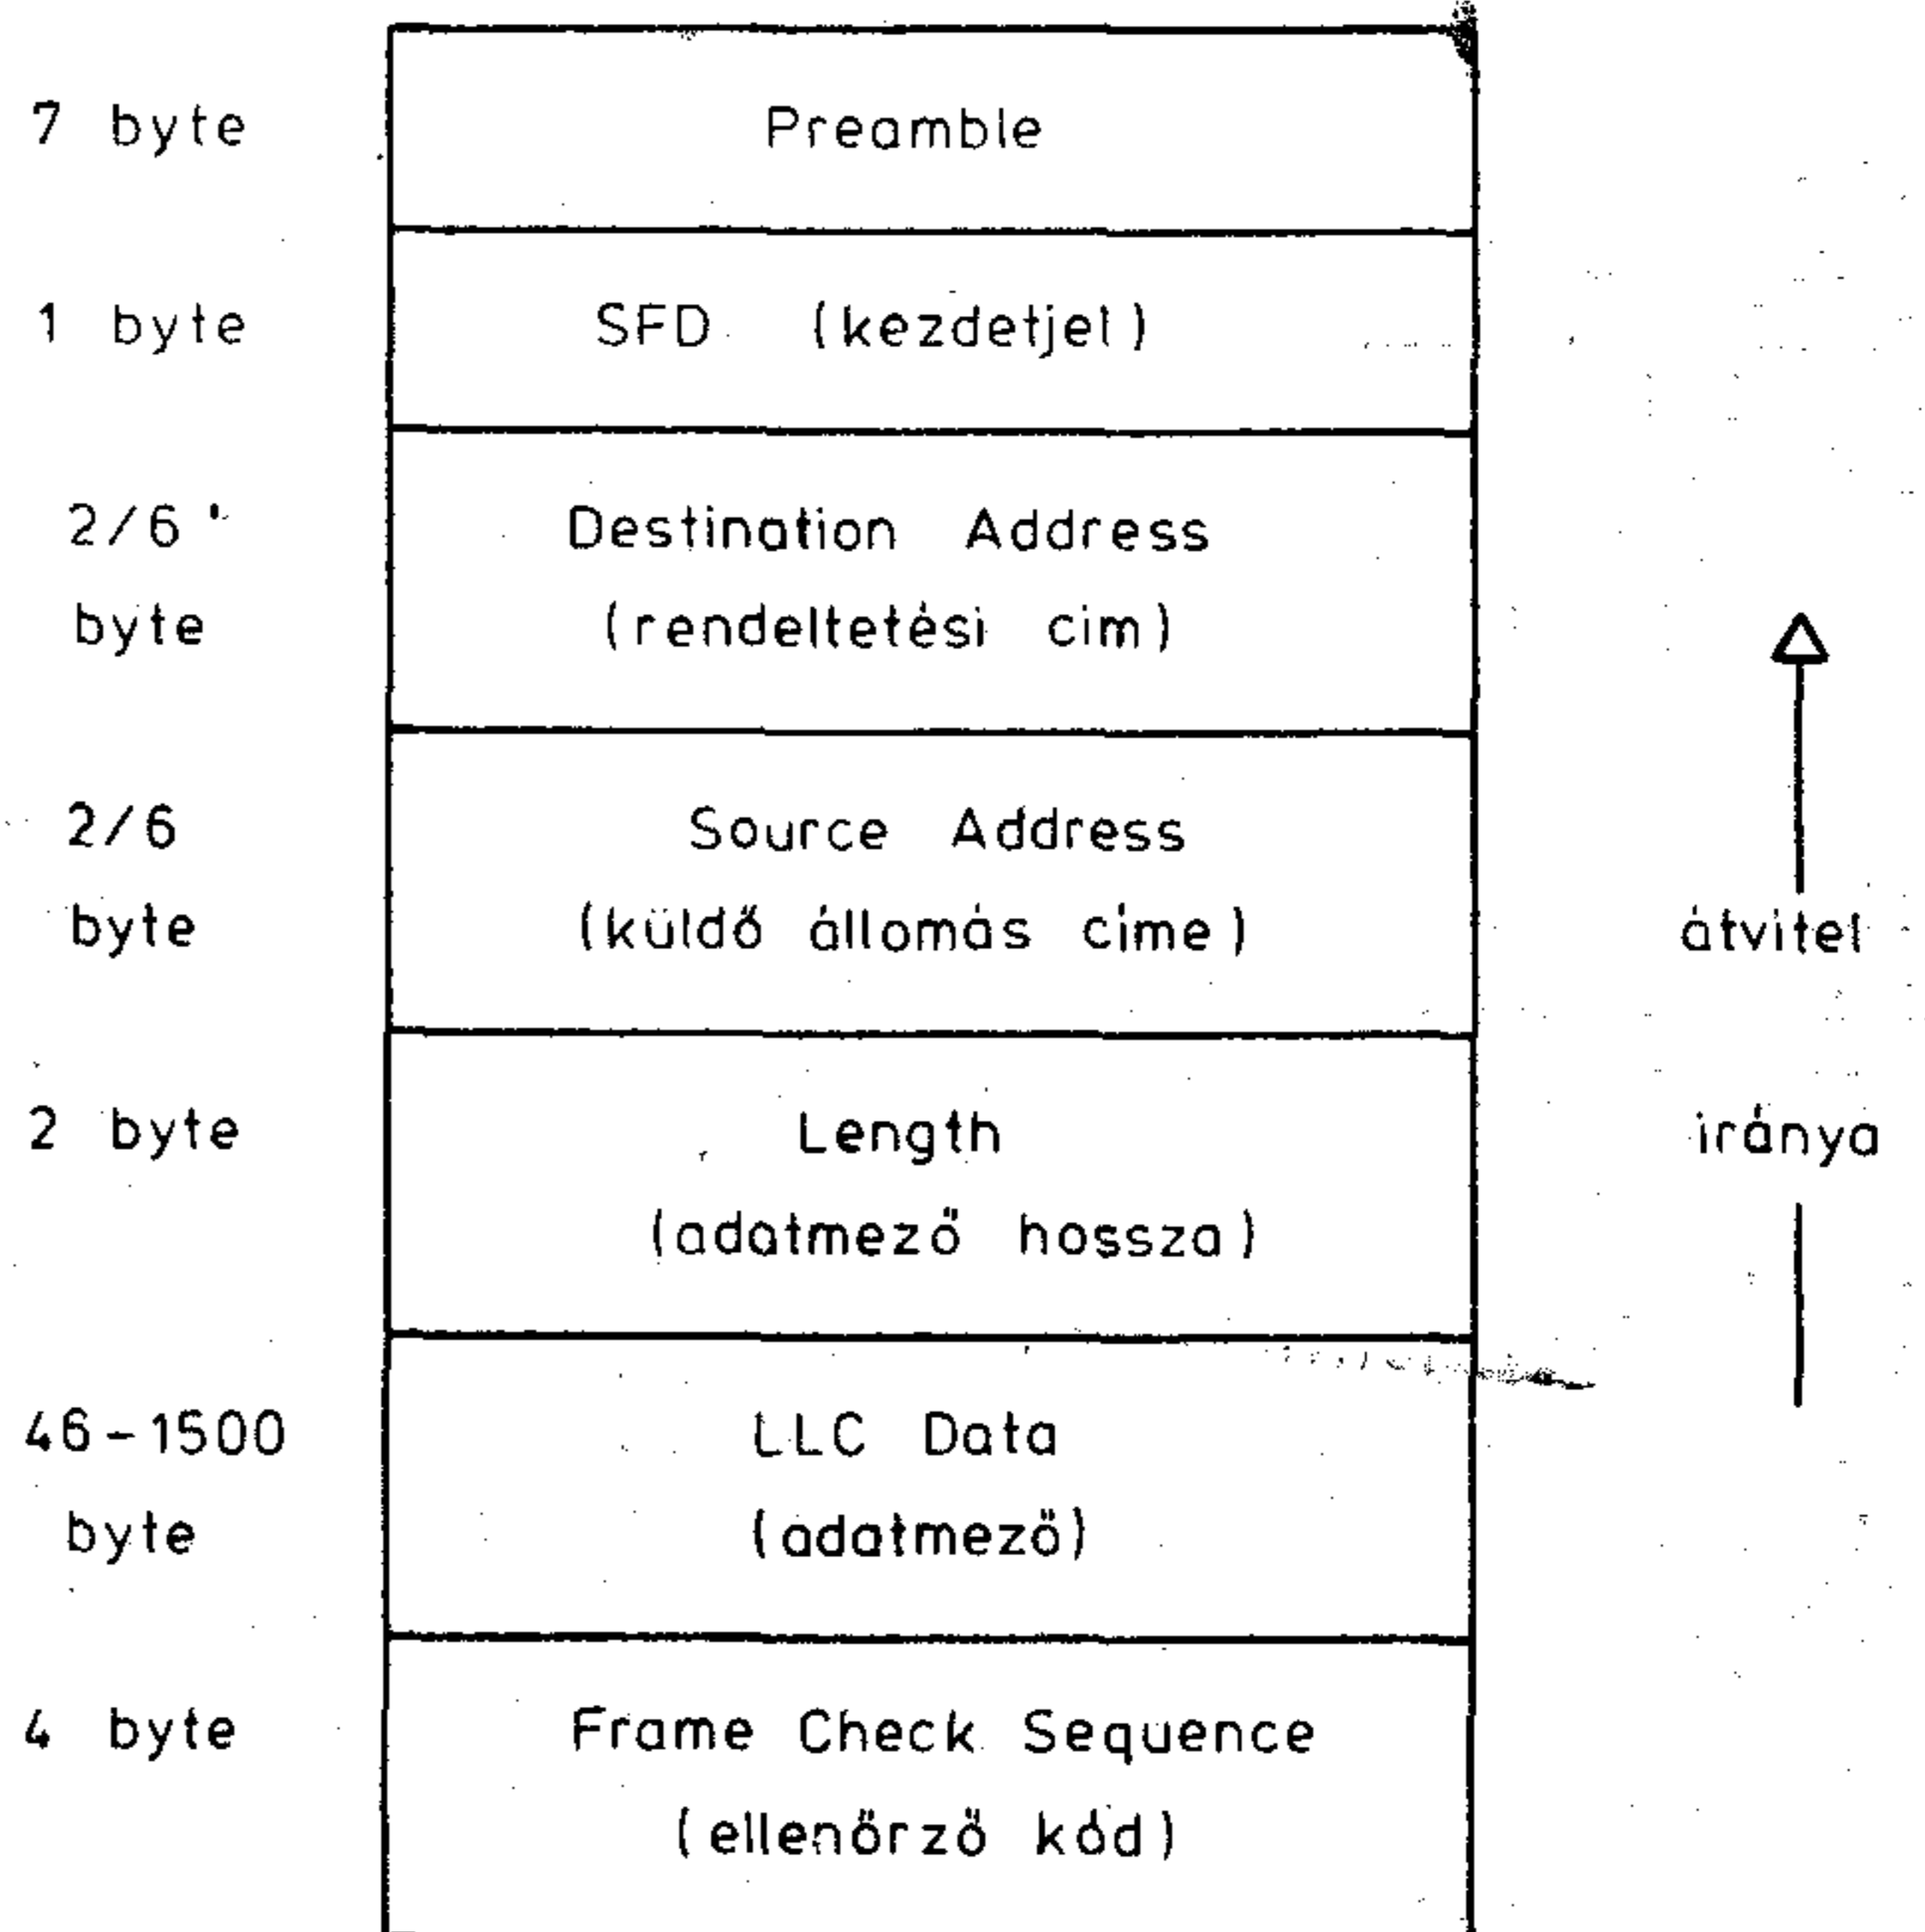 7 byte Preamble
1 byte SFD (kezdetjel)
2/6 Destination Address
byte (rendeltetési cim)
2/6 Source Address
byte (küldő állomás címe)
átvitel
2 byte Length
iránya
(adatmező hossza)
46-1500 LLC Data
byte (adatmező)
4 byte Frame Check Sequence
(ellenőrző kód)